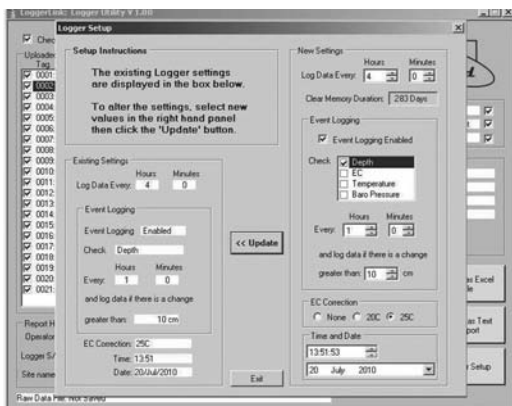 LoggerLink: Logger Utility V 1.00
Logger Setup
Setup Instructions
The existing Logger settings
are displayed in the box below.
To alter the settings, select new
values in the right hand panel
then click the 'Update' button.
Existing Settings
Hours Minutes
Log Data Every: 4 0
Event Logging
Event Logging Enabled
Check Depth
Hours Minutes
Every: 1 0
and log data if there is a change
greater than: 10 cm
EC Correction: 25C
Time: 13:51
Date: 20/Jul/2010
<< Update
Exit
New Settings
Hours Minutes
Log Data Every: 4 0
Clear Memory Duration: 283 Days
Event Logging
Event Logging Enabled
Check Depth
EC
Temperature
Baro Pressure
Hours Minutes
Every: 1 0
and log data if there is a change
greater than: 10 cm
EC Correction
None 20C 25C
Time and Date
13:51:53
20 July 2010
Chec
Uploade
Tag
0001
0002
0003
0004
0005
0006
0007
0008
0009
0010
0011
0012
0013
0014
0015
0016
0017
0018
0019
0020
0021
Report H
Operato
Logger S/
Site name
Raw Data File: Not Saved
as Excel
le
as Text
port
r Setup